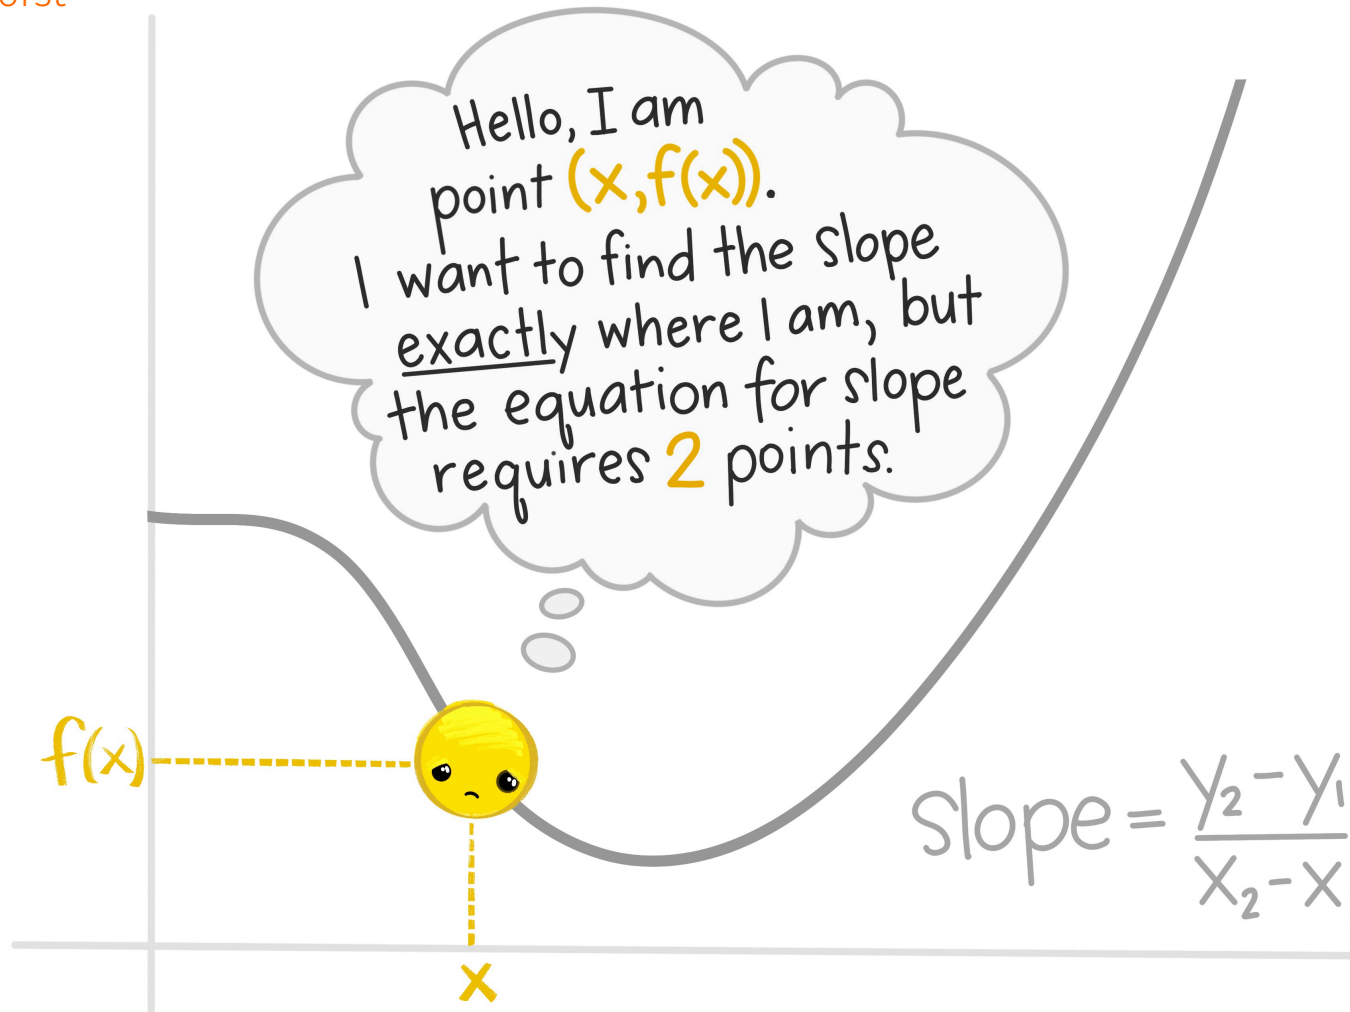 Hello, I am
point (x,f(x)).
I want to find the slope
exactly where I am, but
the equation for slope
requires 2 points.
f(x)
slope = y₂ - y₁
x₂ - x
x